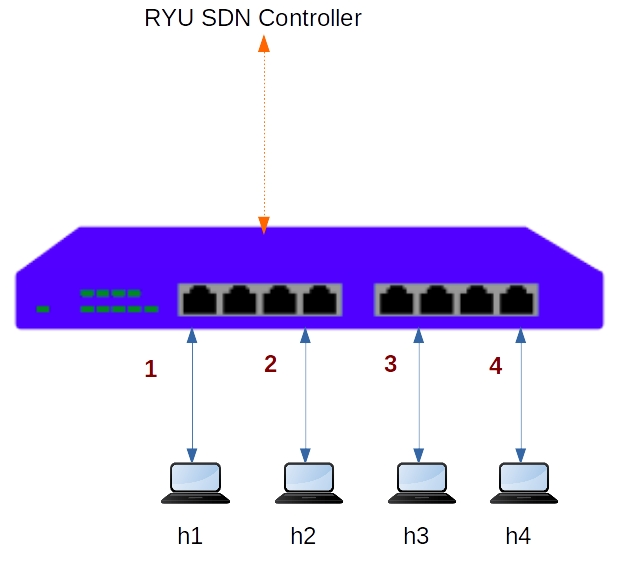 RYU SDN Controller
1 2 3 4
h1 h2 h3 h4